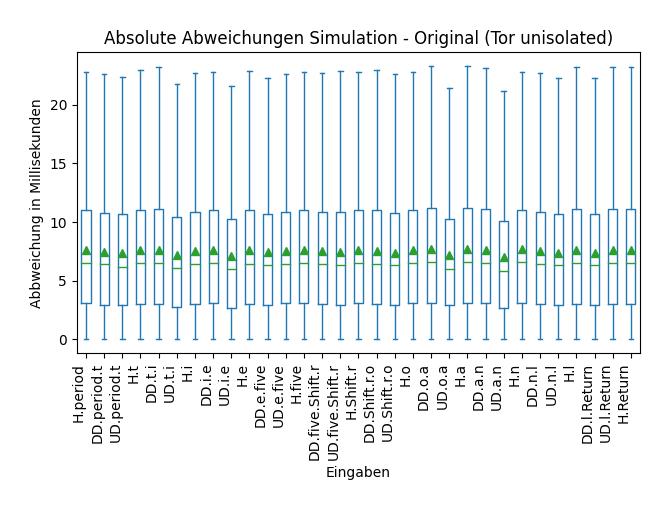 Absolute Abweichungen Simulation - Original (Tor unisolated)
Abbweichung in Millisekunden
20
15
10
5
0
H.period
DD.period.t
UD.period.t
H.t
DD.t.i
UD.t.i
H.i
DD.i.e
UD.i.e
H.e
DD.e.five
UD.e.five
H.five
DD.five.Shift.r
UD.five.Shift.r
H.Shift.r
DD.Shift.r.o
UD.Shift.r.o
H.o
DD.o.a
UD.o.a
H.a
DD.a.n
UD.a.n
H.n
DD.n.l
UD.n.l
H.l
DD.l.Return
UD.l.Return
H.Return
Eingaben